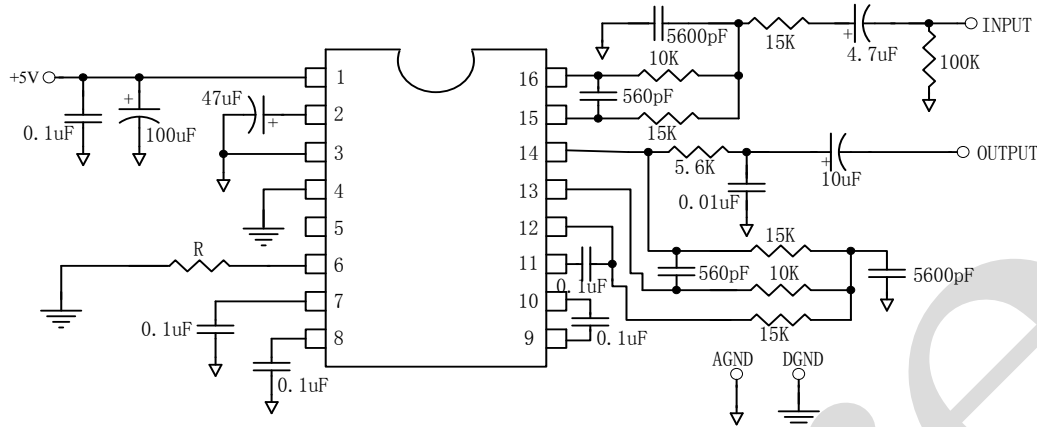 5600pF
15K
+
4.7uF
INPUT
100K
+5V
0.1uF
+
100uF
47uF
+
10K
560pF
15K
1
2
3
4
5
6
7
8
16
15
14
13
12
11
10
9
5.6K
0.01uF
+
10uF
OUTPUT
R
0.1uF
0.1uF
0.1uF
0.1uF
15K
560pF
10K
15K
5600pF
AGND
DGND